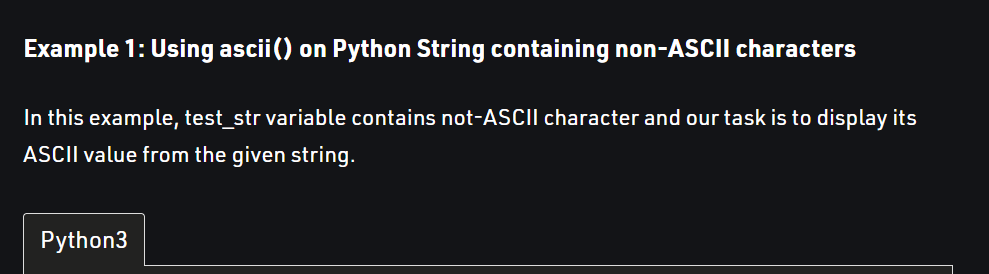 Example 1: Using ascii() on Python String containing non-ASCII characters
In this example, test_str variable contains not-ASCII character and our task is to display its
ASCII value from the given string.
Python3